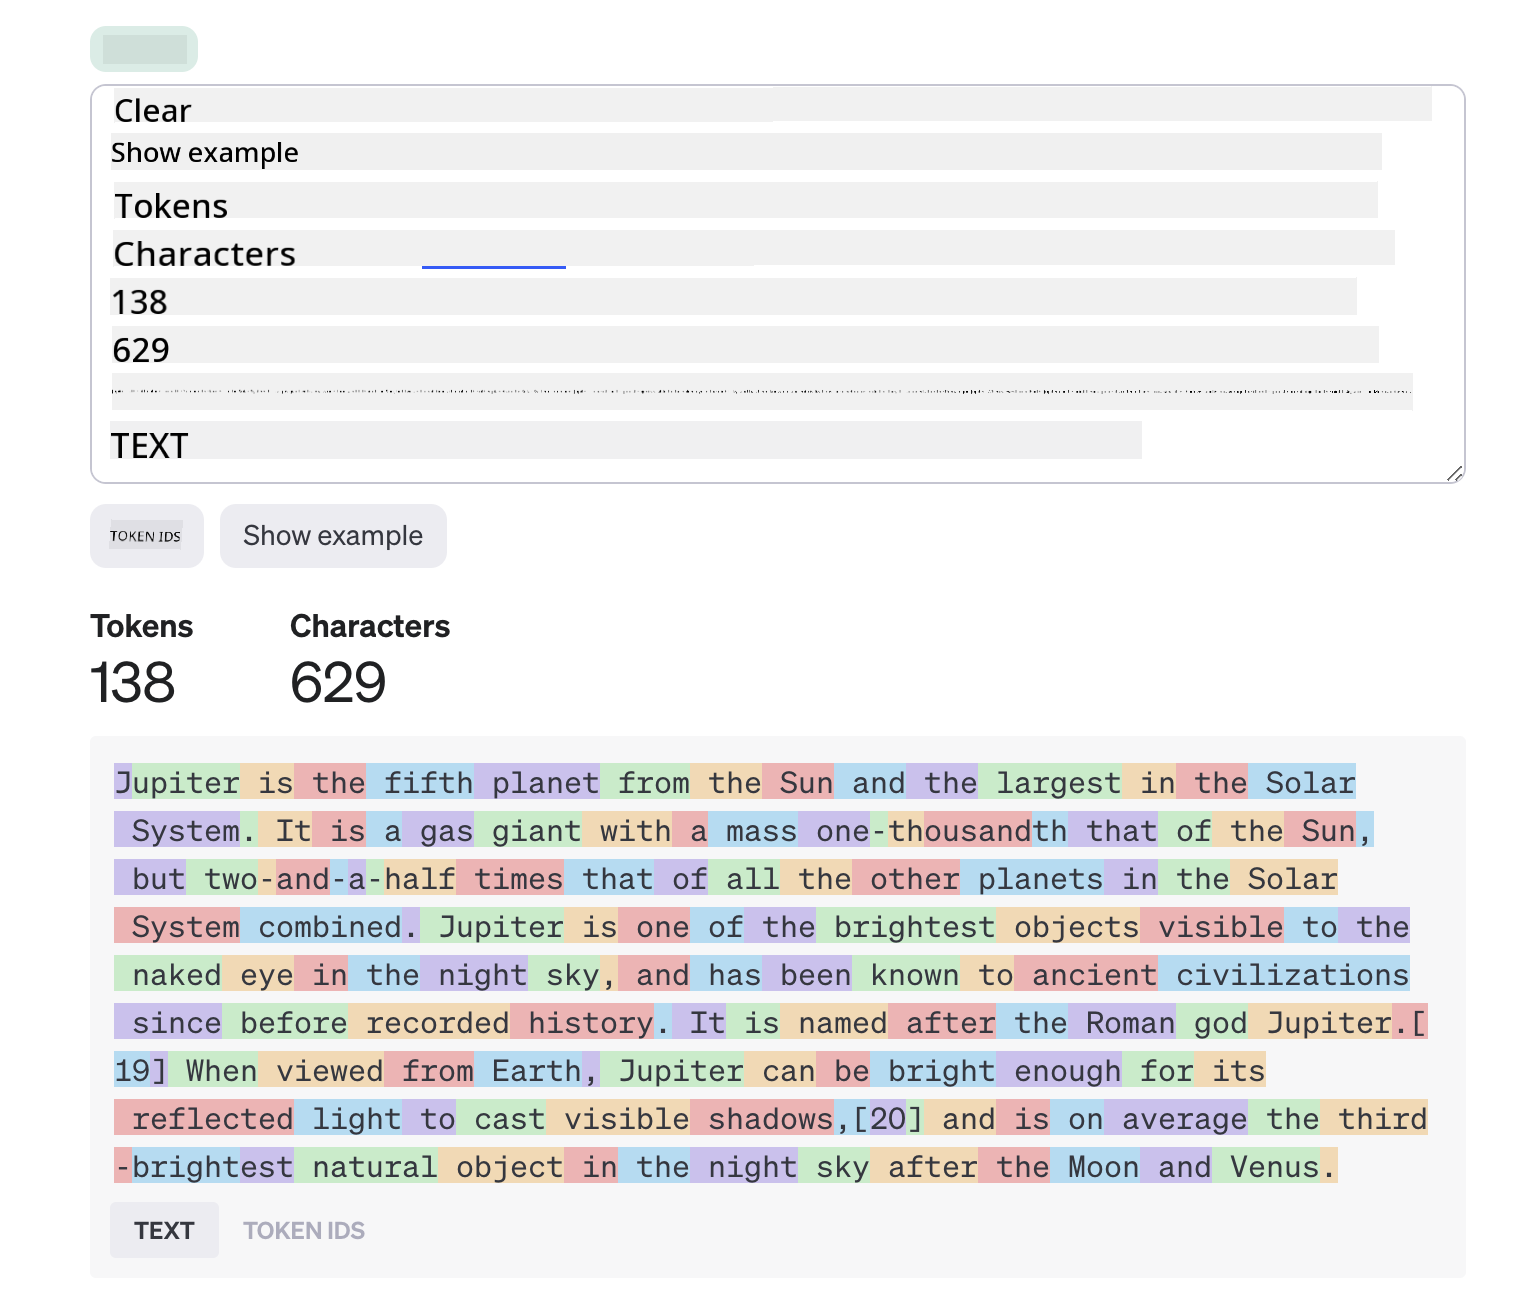 Clear
Show example
Tokens
Characters
138
629
TEXT
TOKEN IDS Show example
Tokens Characters
138 629
Jupiter is the fifth planet from the Sun and the largest in the Solar
System. It is a gas giant with a mass one-thousandth that of the Sun,
but two-and-a-half times that of all the other planets in the Solar
System combined. Jupiter is one of the brightest objects visible to the
naked eye in the night sky, and has been known to ancient civilizations
since before recorded history. It is named after the Roman god Jupiter.[
19] When viewed from Earth, Jupiter can be bright enough for its
reflected light to cast visible shadows,[20] and is on average the third
-brightest natural object in the night sky after the Moon and Venus.
TEXT TOKEN IDS